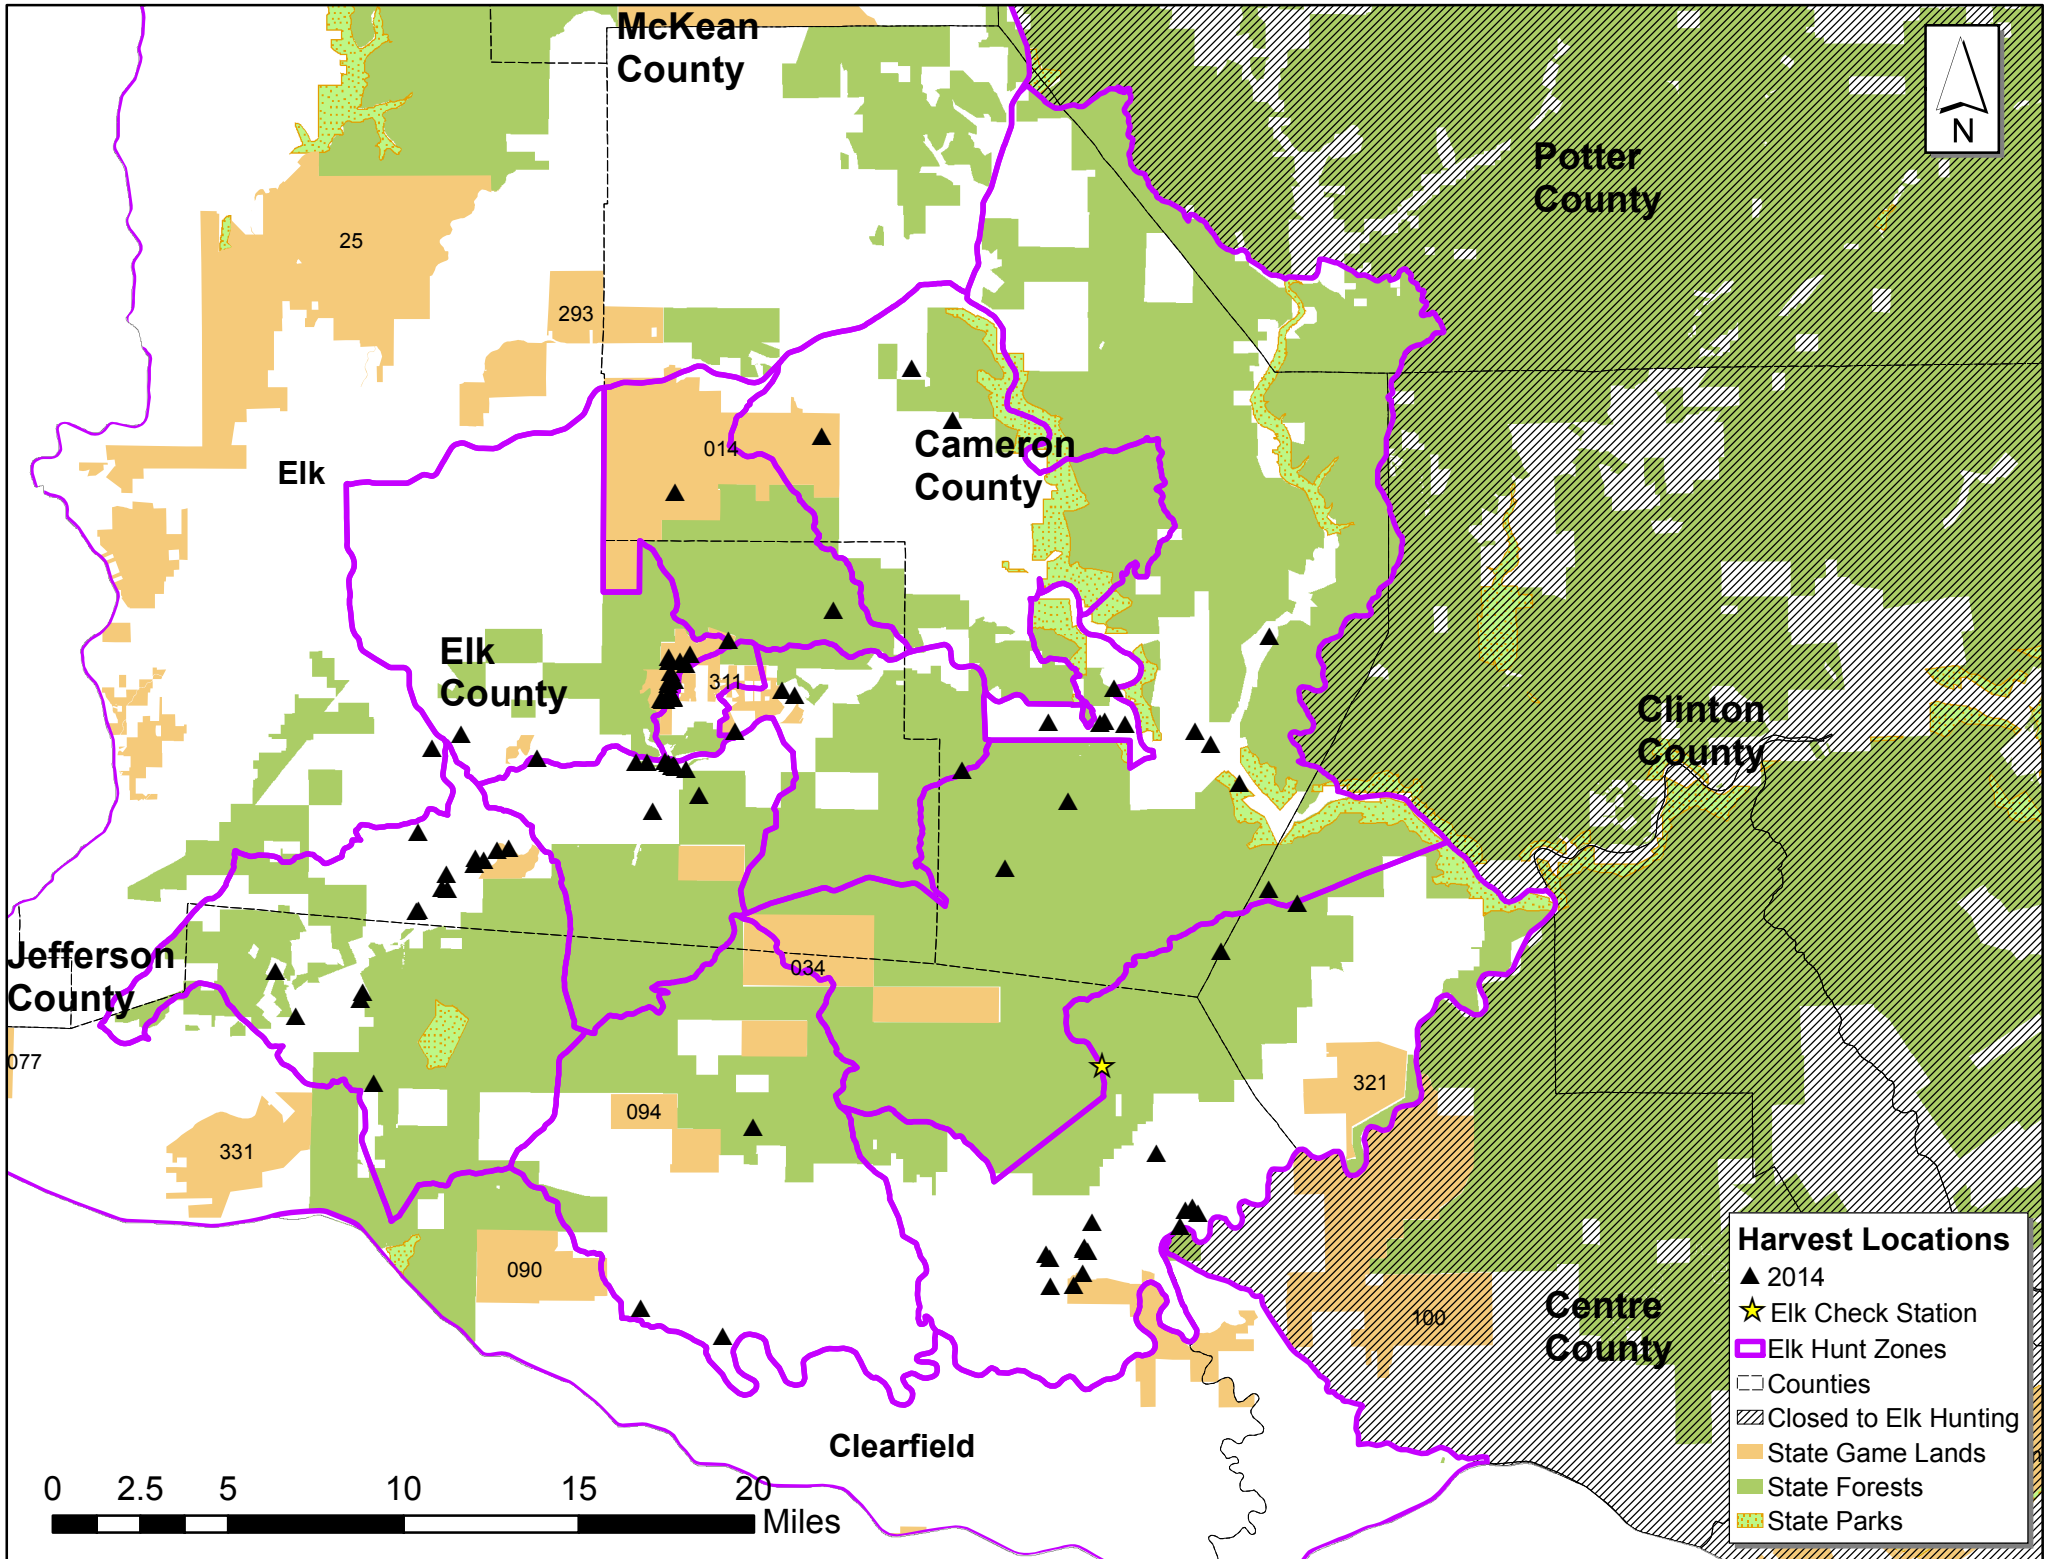 McKean
County
N
Potter
County
25
293
014
Elk
Cameron
County
Elk
County
311
Clinton
County
Jefferson
County
034
077
321
094
331
090
100
Centre
County
Clearfield
0 2.5 5 10 15 20
Miles
Harvest Locations
2014
Elk Check Station
Elk Hunt Zones
Counties
Closed to Elk Hunting
State Game Lands
State Forests
State Parks